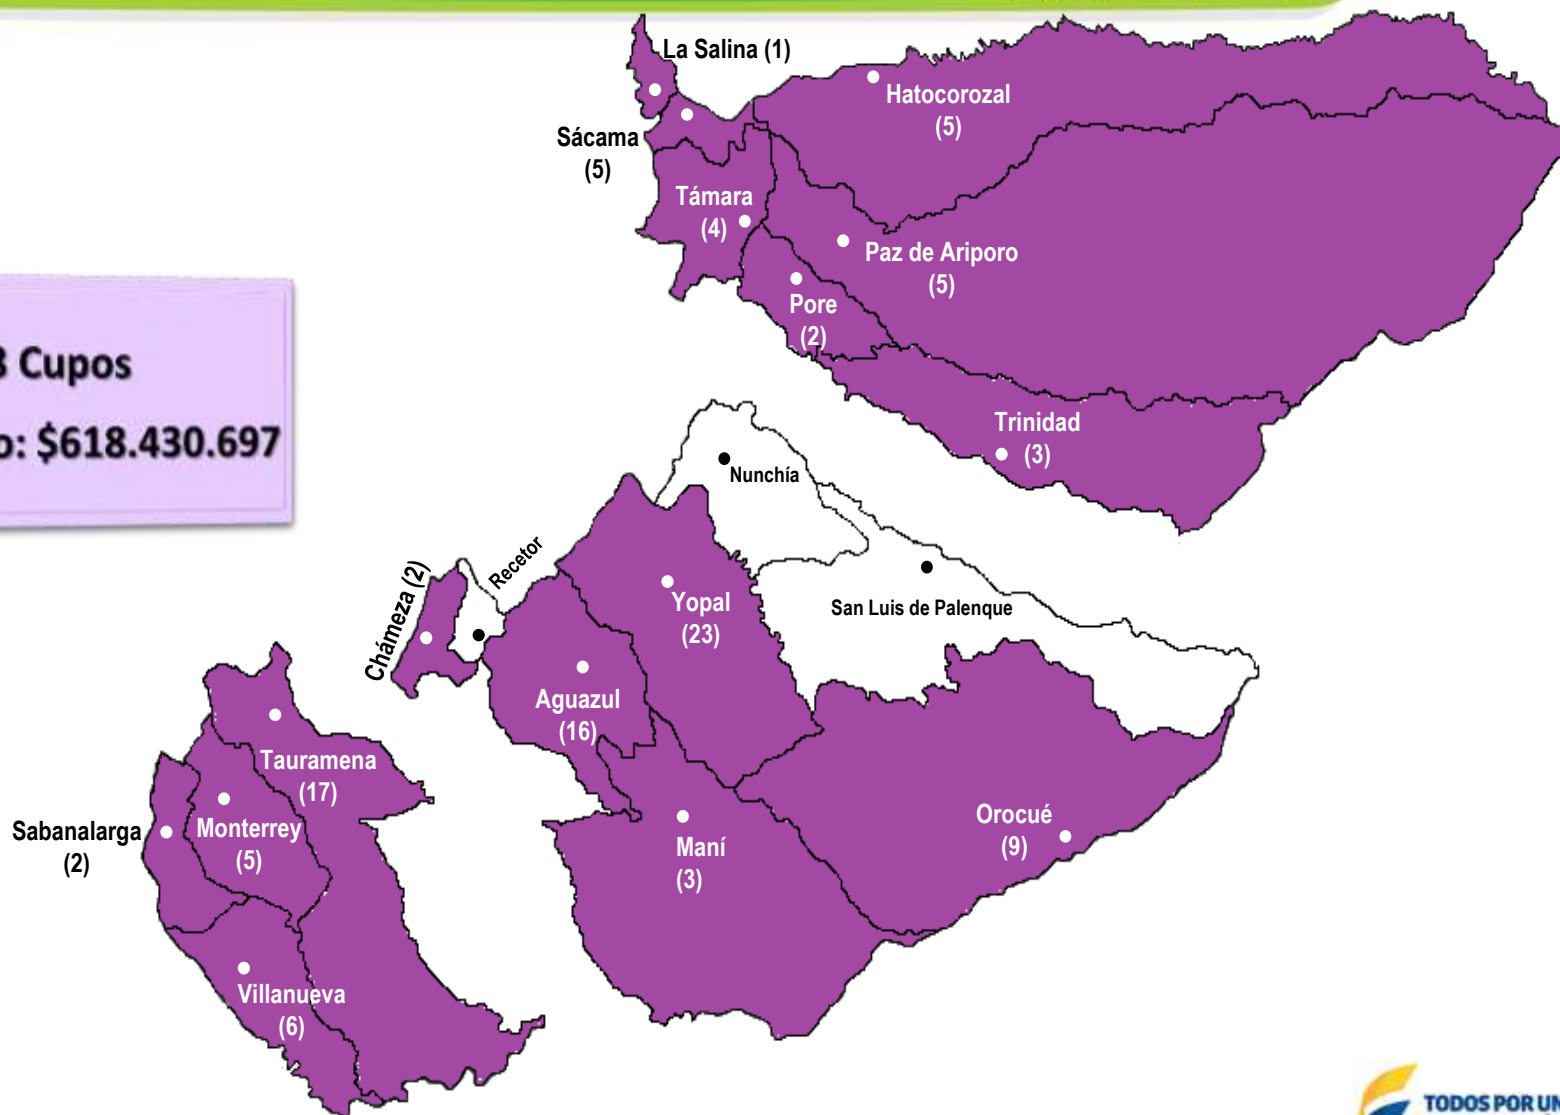 La Salina (1)
Hatocorozal
(5)
Sácama
(5)
Támara
(4)
Paz de Ariporo
(5)
Pore
(2)
Cupos
$618.430.697
Trinidad
(3)
Nunchía
Recetor
Chámeza (2)
Yopal
(23)
San Luis de Palenque
Aguazul
(16)
Tauramena
(17)
Sabanalarga
(2)
Monterrey
(5)
Maní
(3)
Orocué
(9)
Villanueva
(6)
TODOS POR UN